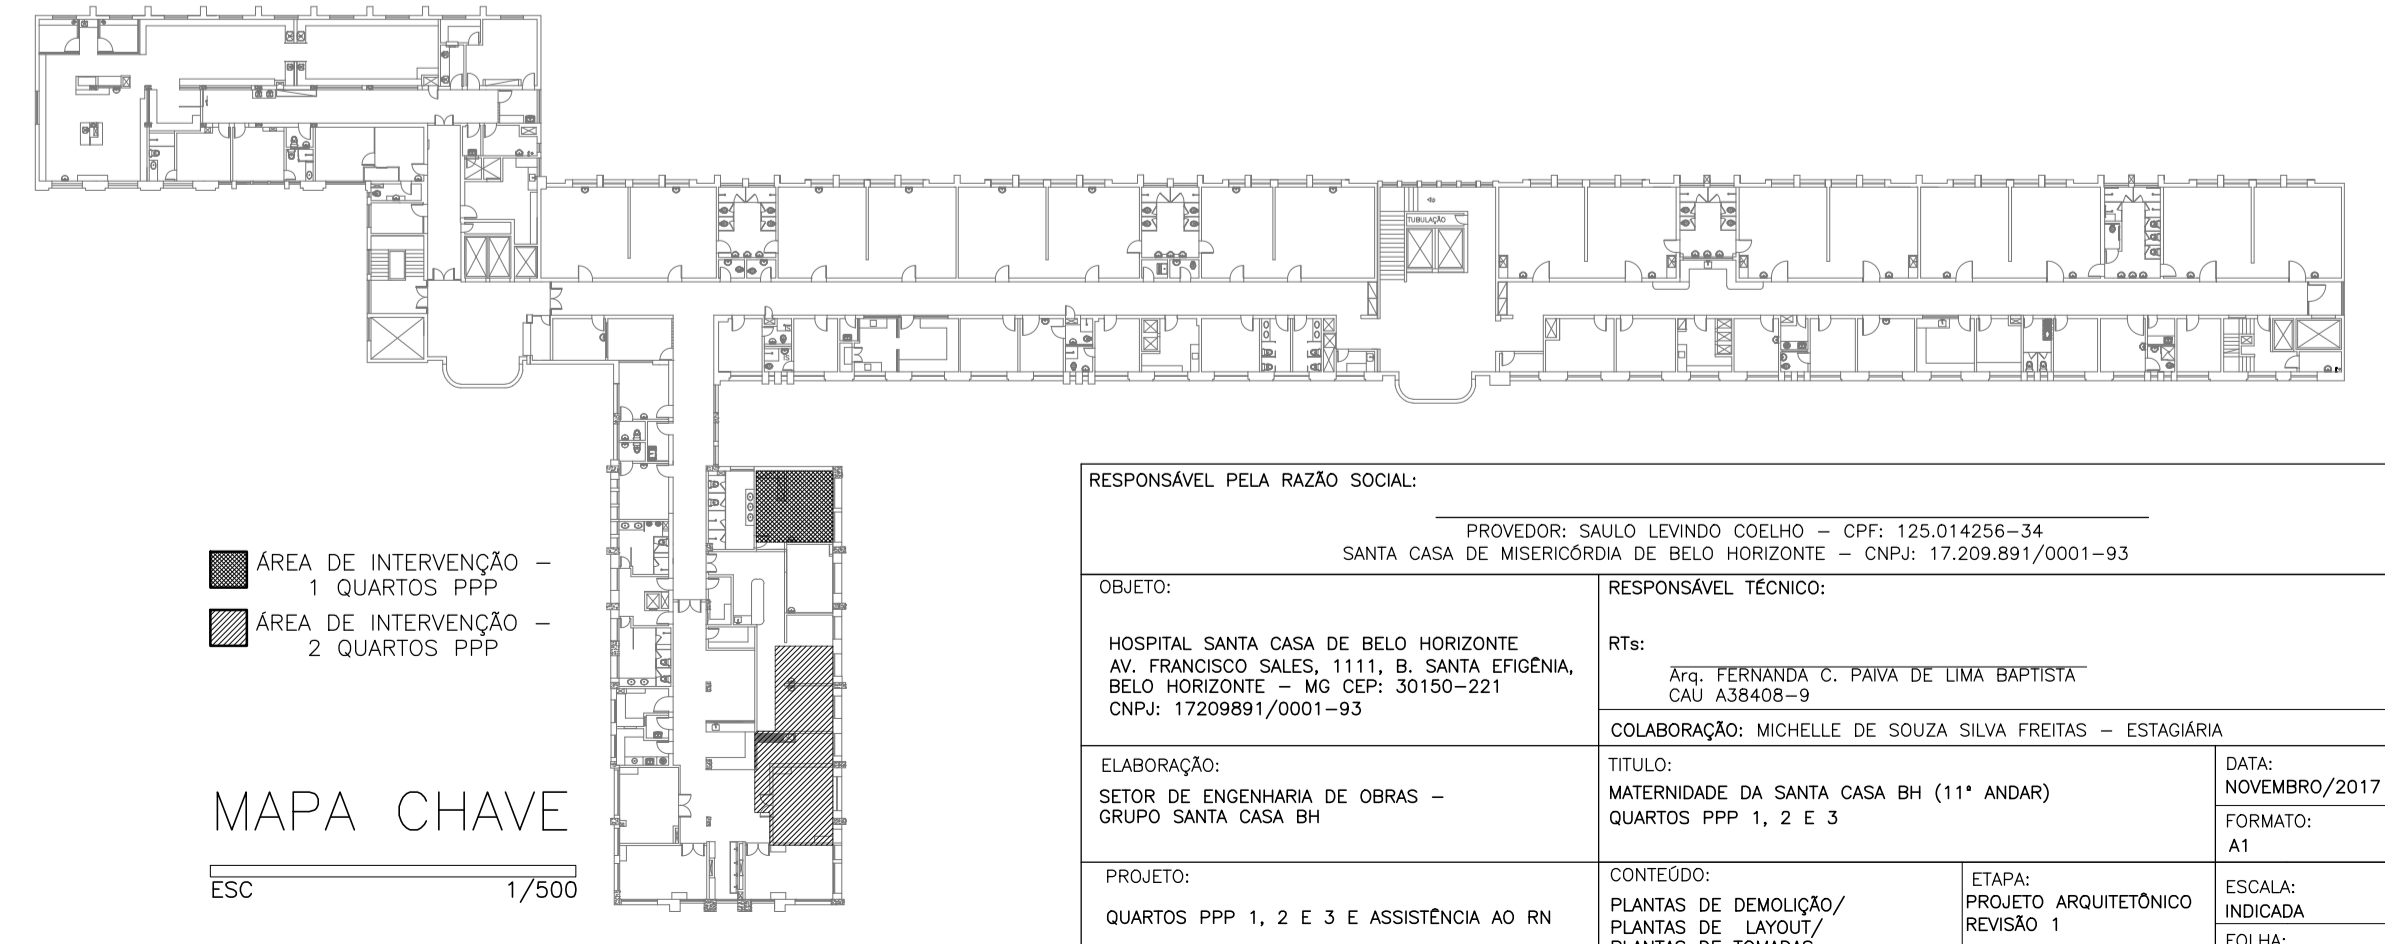 TUBULAÇÃO
ÁREA DE INTERVENÇÃO –
1 QUARTOS PPP
ÁREA DE INTERVENÇÃO –
2 QUARTOS PPP
MAPA CHAVE
ESC 1/500
RESPONSÁVEL PELA RAZÃO SOCIAL:
PROVEDOR: SAULO LEVINDO COELHO – CPF: 125.014256–34
SANTA CASA DE MISERICÓRDIA DE BELO HORIZONTE – CNPJ: 17.209.891/0001–93
OBJETO:
HOSPITAL SANTA CASA DE BELO HORIZONTE
AV. FRANCISCO SALES, 1111, B. SANTA EFIGÊNIA,
BELO HORIZONTE – MG CEP: 30150–221
CNPJ: 17209891/0001–93
RESPONSÁVEL TÉCNICO:
RTs:
Arq. FERNANDA C. PAIVA DE LIMA BAPTISTA
CAU A38408–9
COLABORAÇÃO: MICHELLE DE SOUZA SILVA FREITAS – ESTAGIÁRIA
ELABORAÇÃO:
SETOR DE ENGENHARIA DE OBRAS –
GRUPO SANTA CASA BH
TITULO:
MATERNIDADE DA SANTA CASA BH (11º ANDAR)
QUARTOS PPP 1, 2 E 3
DATA:
NOVEMBRO/2017
FORMATO:
A1
PROJETO:
QUARTOS PPP 1, 2 E 3 E ASSISTÊNCIA AO RN
CONTEÚDO:
PLANTAS DE DEMOLIÇÃO/
PLANTAS DE LAYOUT/
PLANTAS DE TOMADAS
ETAPA:
PROJETO ARQUITETÔNICO
REVISÃO 1
ESCALA:
INDICADA
FOLHA: